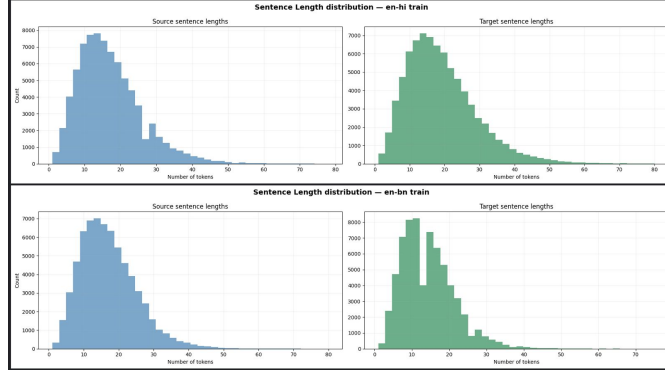 Sentence Length distribution — en-hi train
Source sentence lengths
Target sentence lengths
8000
7000
6000
5000
4000
3000
2000
1000
0
Count
0 10 20 30 40 50 60 70 80
Number of tokens
7000
6000
5000
4000
3000
2000
1000
0
0 10 20 30 40 50 60 70 80
Number of tokens
Sentence Length distribution — en-bn train
Source sentence lengths
Target sentence lengths
7000
6000
5000
4000
3000
2000
1000
0
Count
0 10 20 30 40 50 60 70 80
Number of tokens
8000
7000
6000
5000
4000
3000
2000
1000
0
0 10 20 30 40 50 60 70
Number of tokens